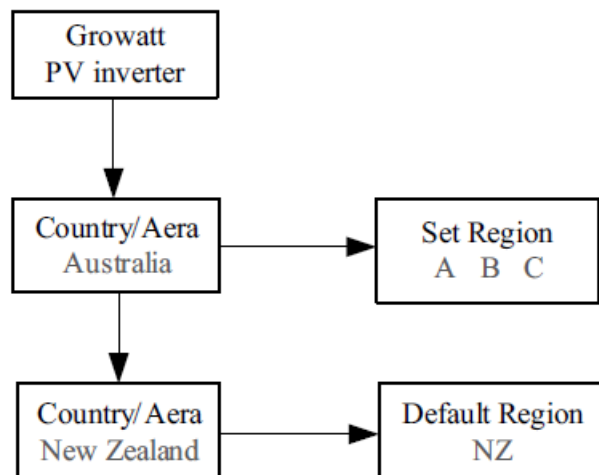 Growatt
PV inverter
Country/Aera
Australia
Set Region
A B C
Country/Aera
New Zealand
Default Region
NZ